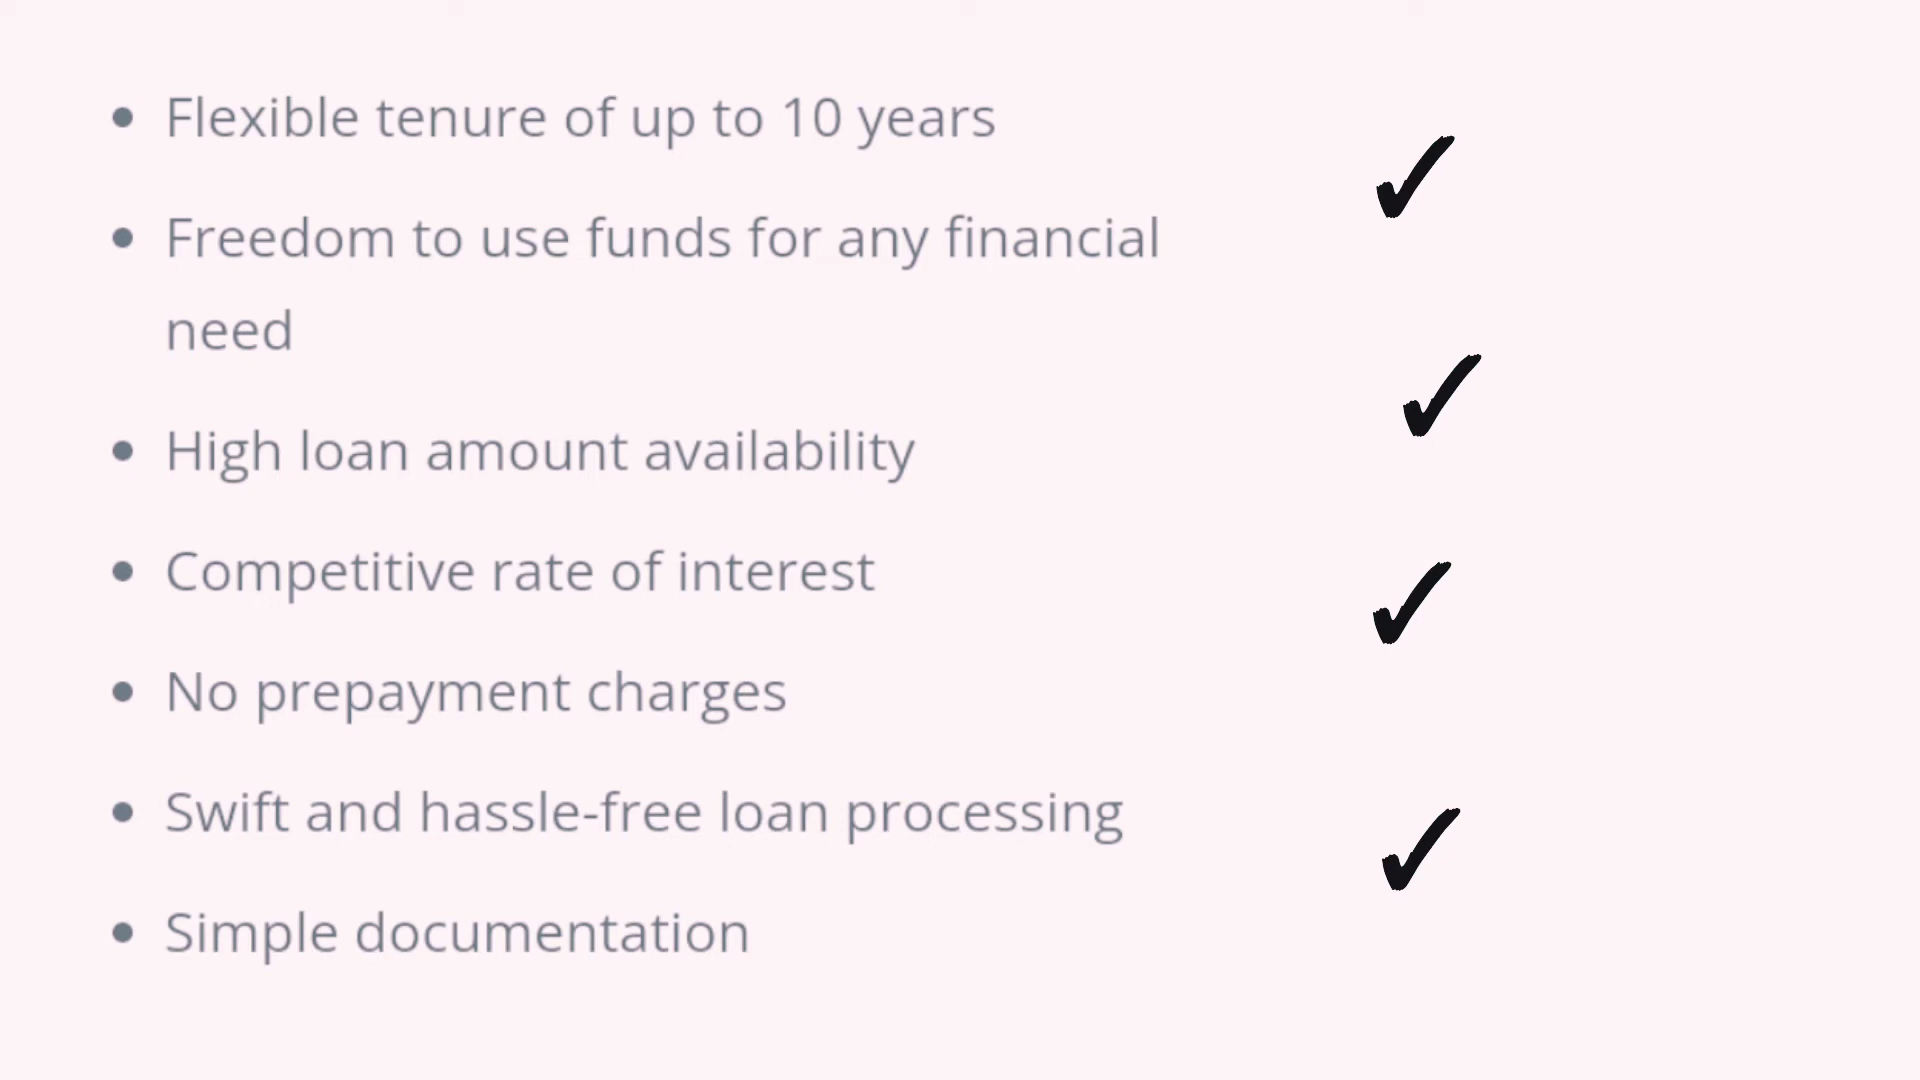 • Flexible tenure of up to 10 years
• Freedom to use funds for any financial
need
• High loan amount availability
• Competitive rate of interest
• No prepayment charges
• Swift and hassle-free loan processing
• Simple documentation